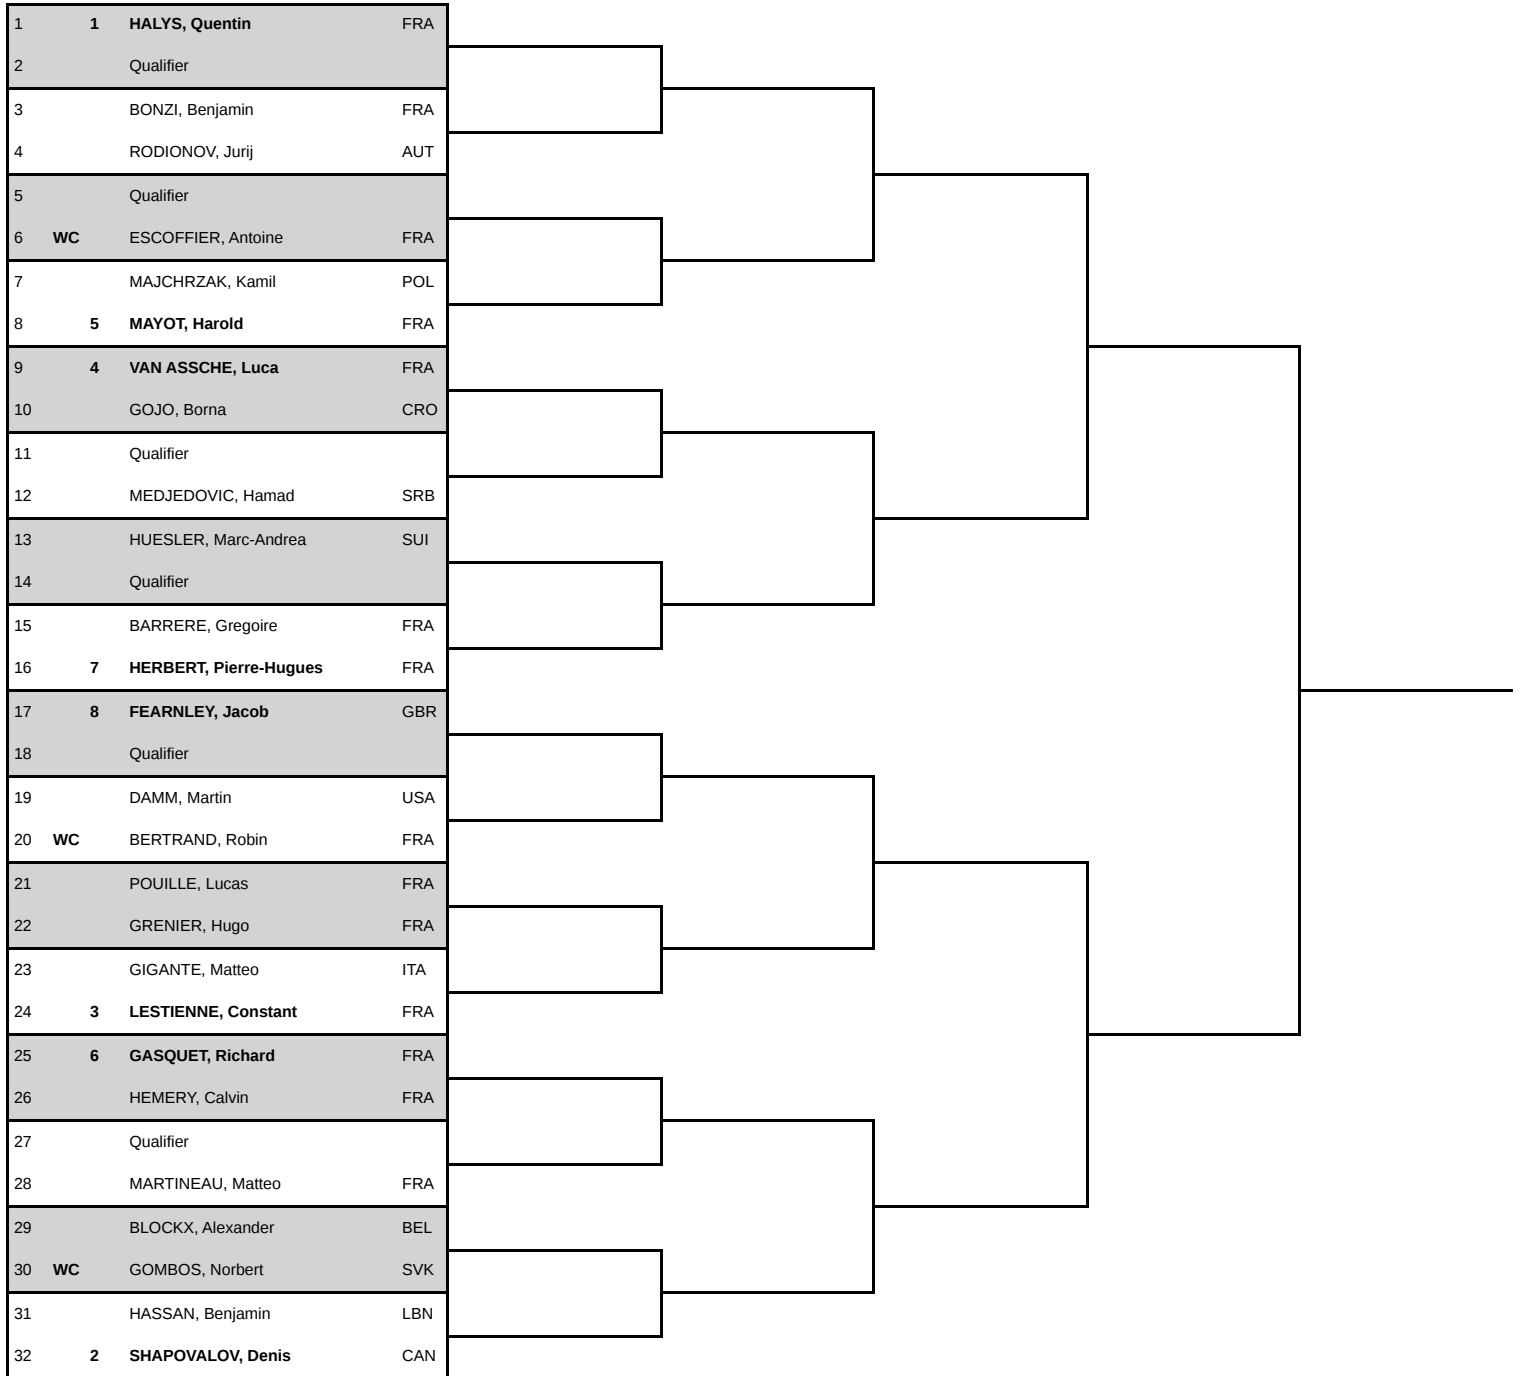 1 1 HALYS, Quentin FRA
2 Qualifier
3 BONZI, Benjamin FRA
4 RODIONOV, Jurij AUT
5 Qualifier
6 WC ESCOFFIER, Antoine FRA
7 MAJCHRZAK, Kamil POL
8 5 MAYOT, Harold FRA
9 4 VAN ASSCHE, Luca FRA
10 GOJO, Borna CRO
11 Qualifier
12 MEDJEDOVIC, Hamad SRB
13 HUESLER, Marc-Andrea SUI
14 Qualifier
15 BARRERE, Gregoire FRA
16 7 HERBERT, Pierre-Hugues FRA
17 8 FEARNLEY, Jacob GBR
18 Qualifier
19 DAMM, Martin USA
20 WC BERTRAND, Robin FRA
21 POUILLE, Lucas FRA
22 GRENIER, Hugo FRA
23 GIGANTE, Matteo ITA
24 3 LESTIENNE, Constant FRA
25 6 GASQUET, Richard FRA
26 HEMERY, Calvin FRA
27 Qualifier
28 MARTINEAU, Matteo FRA
29 BLOCKX, Alexander BEL
30 WC GOMBOS, Norbert SVK
31 HASSAN, Benjamin LBN
32 2 SHAPOVALOV, Denis CAN